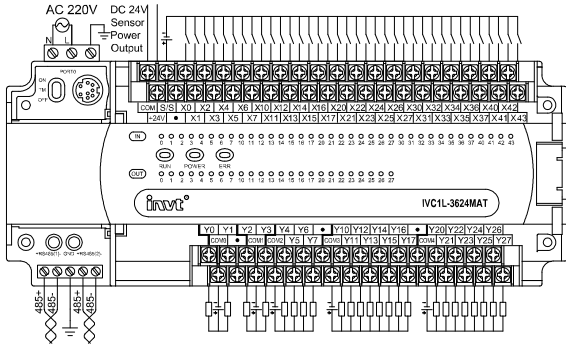 AC 220V
DC 24V
Sensor
Power
Output
N L
PORT0
ON
TM
OFF
COM S/S X0 X2 X4 X6 X10 X12 X14 X16 X20 X22 X24 X26 X30 X32 X34 X36 X40 X42
+24V • X1 X3 X5 X7 X11 X13 X15 X17 X21 X23 X25 X27 X31 X33 X35 X37 X41 X43
IN
0 1 2 3 4 5 6 7 10 11 12 13 14 15 16 17 20 21 22 23 24 25 26 27 30 31 32 33 34 35 36 37 40 41 42 43
RUN POWER ERR
OUT
0 1 2 3 4 5 6 7 10 11 12 13 14 15 16 17 20 21 22 23 24 25 26 27
invt
IVC1L-3624MAT
Y0 Y1 Y2 Y3 Y4 Y6 • Y10 Y12 Y14 Y16 • Y20 Y22 Y24 Y26
COM0 • COM1 COM2 Y5 Y7 COM3 Y11 Y13 Y15 Y17 COM4 Y21 Y23 Y25 Y27
+RS485(1)- GND +RS485(2)-
485+ 485- 485+ 485-